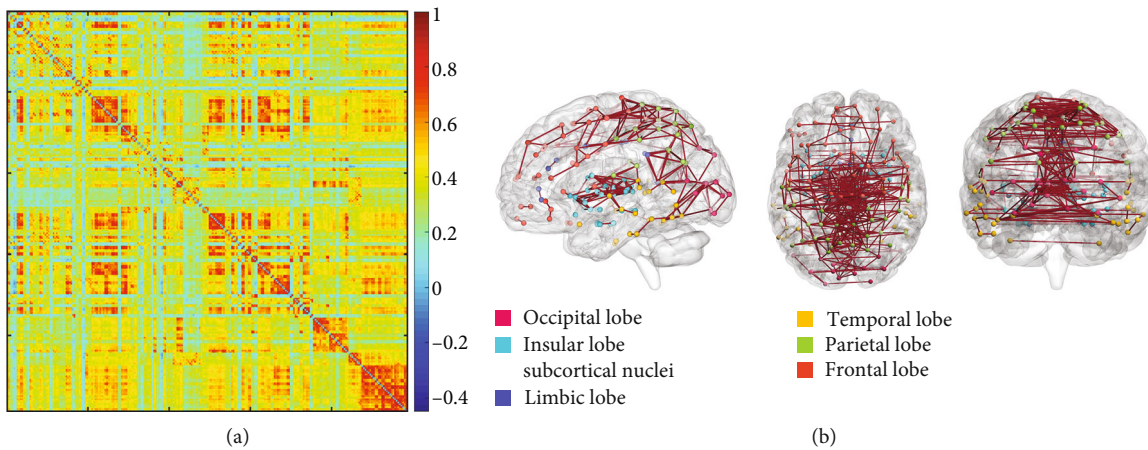 1
0.8
0.6
0.4
0.2
0
–0.2
–0.4
(a)
Occipital lobe
Insular lobe
subcortical nuclei
Limbic lobe
Temporal lobe
Parietal lobe
Frontal lobe
(b)